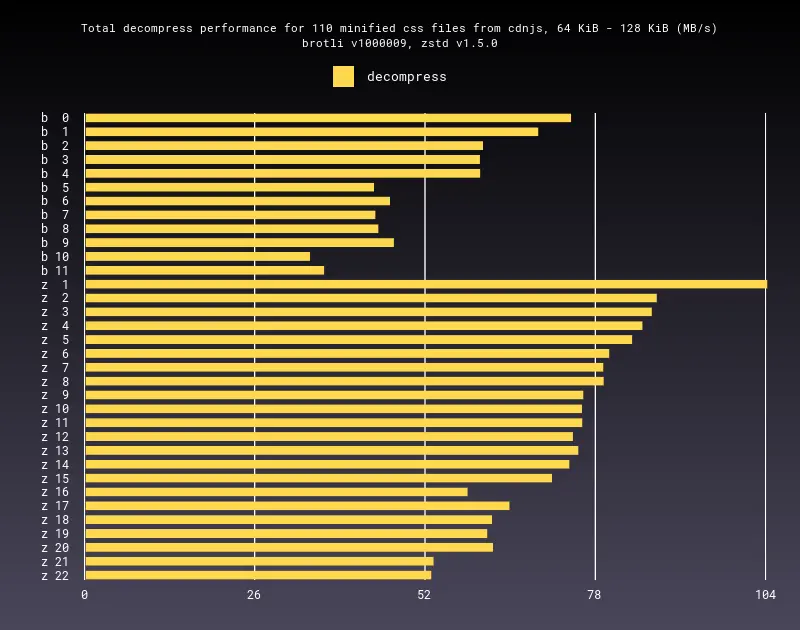 Total decompress performance for 110 minified css files from cdnjs, 64 KiB - 128 KiB (MB/s)
brotli v1000009, zstd v1.5.0
decompress
b 0
b 1
b 2
b 3
b 4
b 5
b 6
b 7
b 8
b 9
b 10
b 11
z 1
z 2
z 3
z 4
z 5
z 6
z 7
z 8
z 9
z 10
z 11
z 12
z 13
z 14
z 15
z 16
z 17
z 18
z 19
z 20
z 21
z 22
0 26 52 78 104